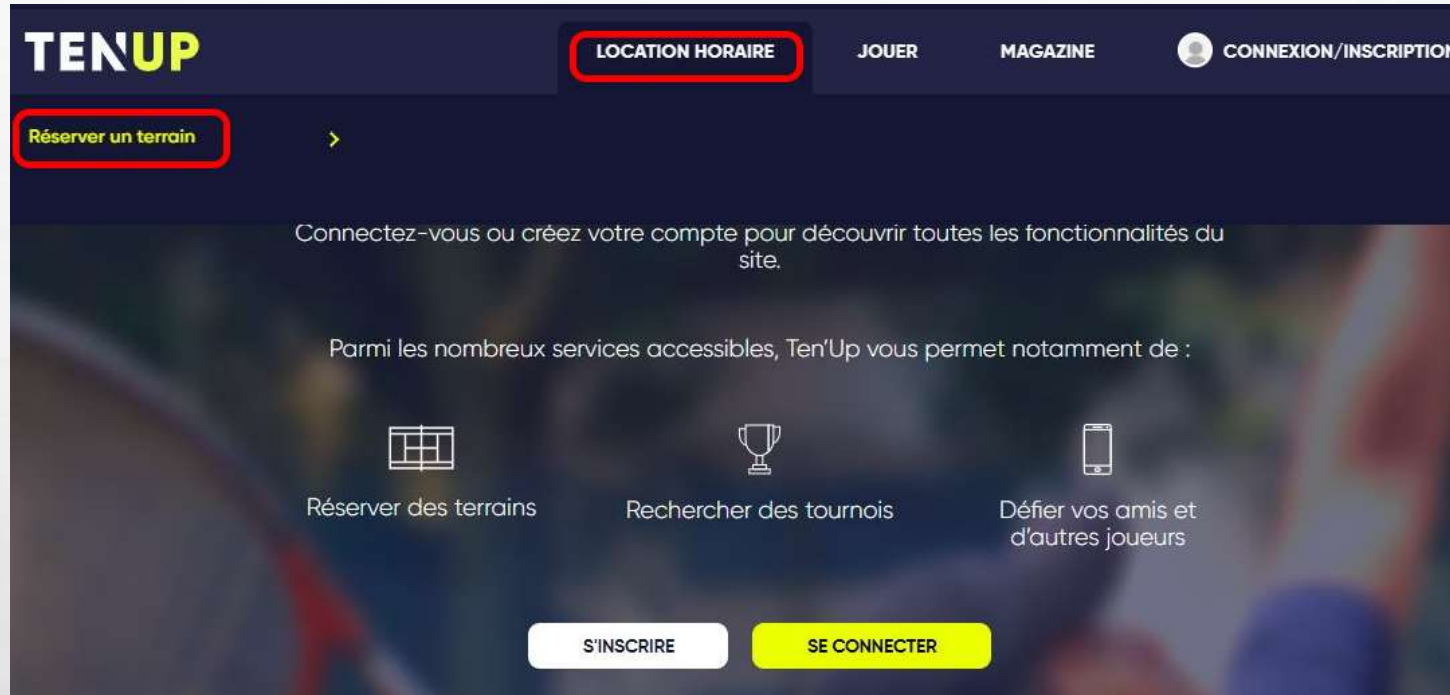 TEN'UP
LOCATION HORAIRE
JOUER
MAGAZINE
CONNEXION/INSCRIPTION
Réserver un terrain
>
Connectez-vous ou créez votre compte pour découvrir toutes les fonctionnalités du
site.
Parmi les nombreux services accessibles, Ten'Up vous permet notamment de :
Réserver des terrains
Rechercher des tournois
Défier vos amis et
d'autres joueurs
S'INSCRIRE
SE CONNECTER